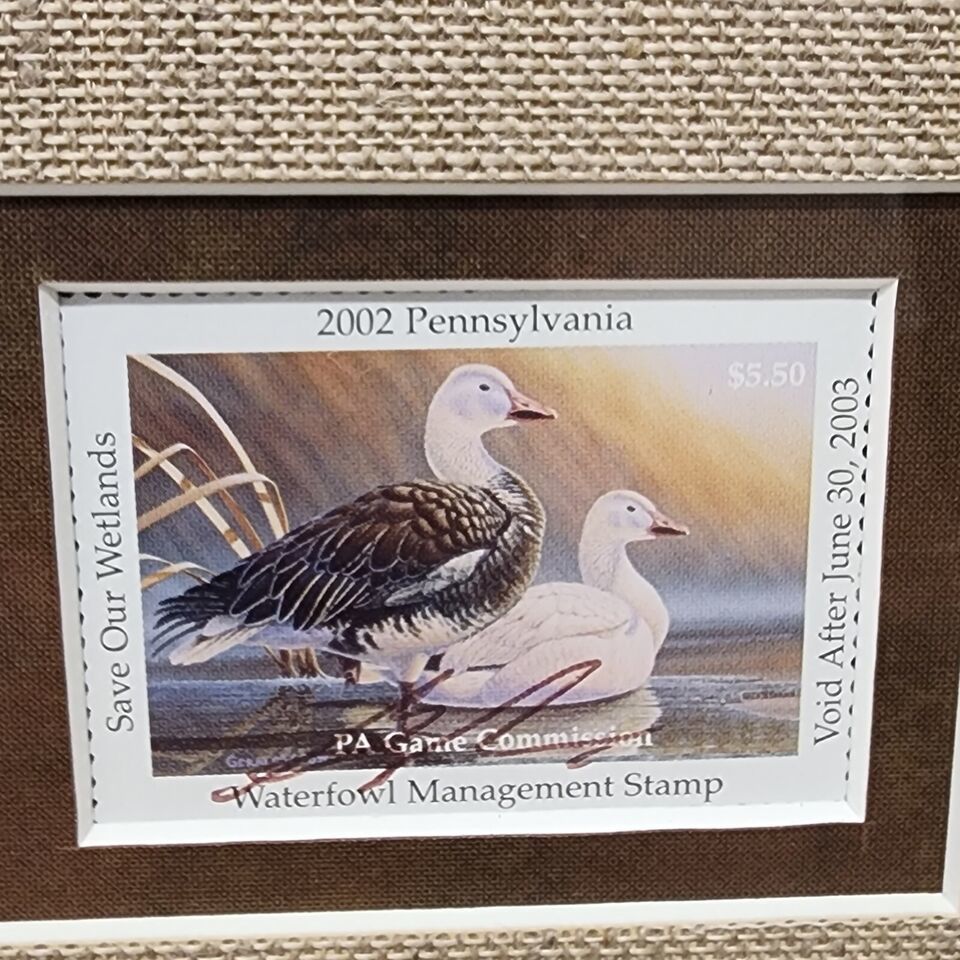 2002 Pennsylvania
$5.50
Save Our Wetlands
Void After June 30, 2003
PA Game Commission
Waterfowl Management Stamp